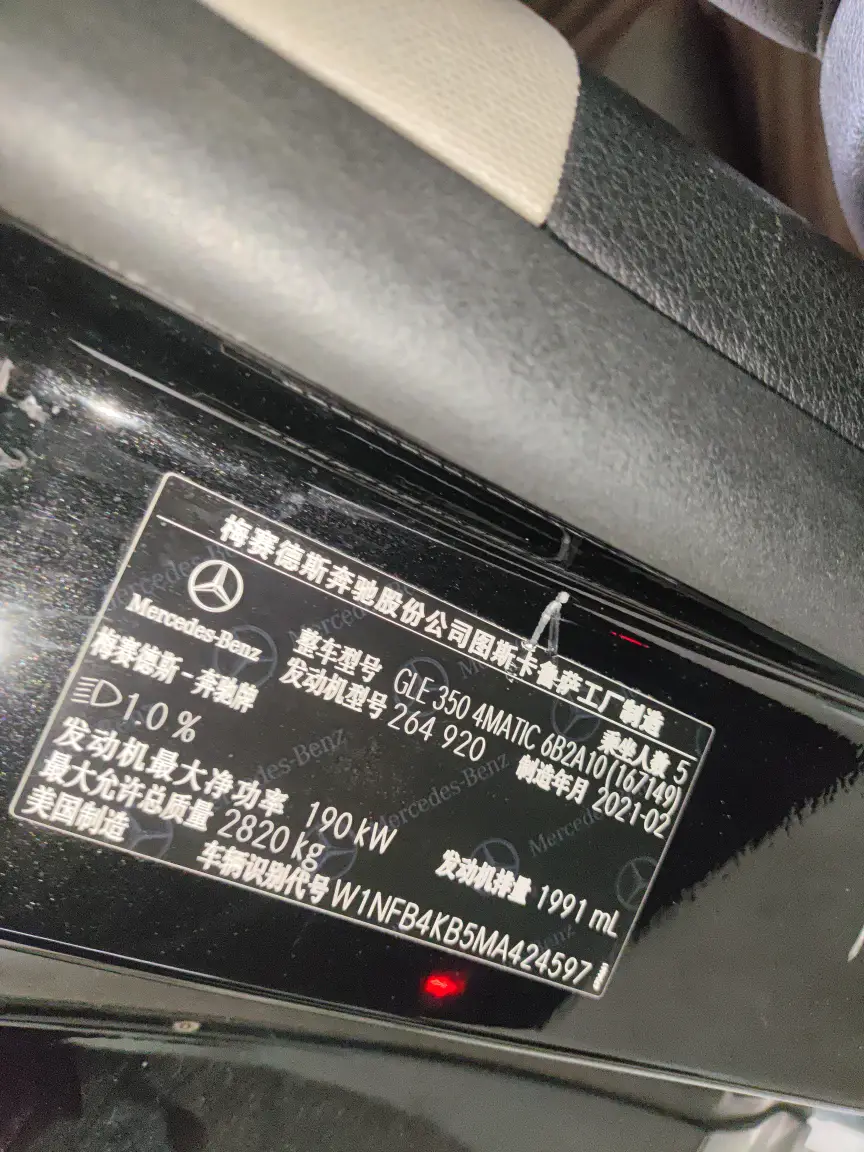 梅赛德斯奔驰股份公司图斯卡鲁萨工厂制造
Mercedes-Benz
梅赛德斯-奔驰牌
整车型号 GLE 350 4MATIC 6B2A10(16/149)
乘坐人数 5
发动机型号 264 920
制造年月 2021-02
1.0 %
发动机最大净功率 190 kW
发动机排量 1991 mL
最大允许总质量 2820 kg
美国制造
车辆识别代号 W1NFB4KB5MA424597